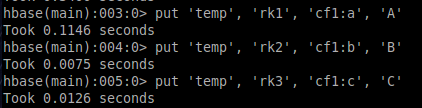 hbase(main):003:0> put 'temp', 'rk1', 'cf1:a', 'A'
Took 0.1146 seconds
hbase(main):004:0> put 'temp', 'rk2', 'cf1:b', 'B'
Took 0.0075 seconds
hbase(main):005:0> put 'temp', 'rk3', 'cf1:c', 'C'
Took 0.0126 seconds